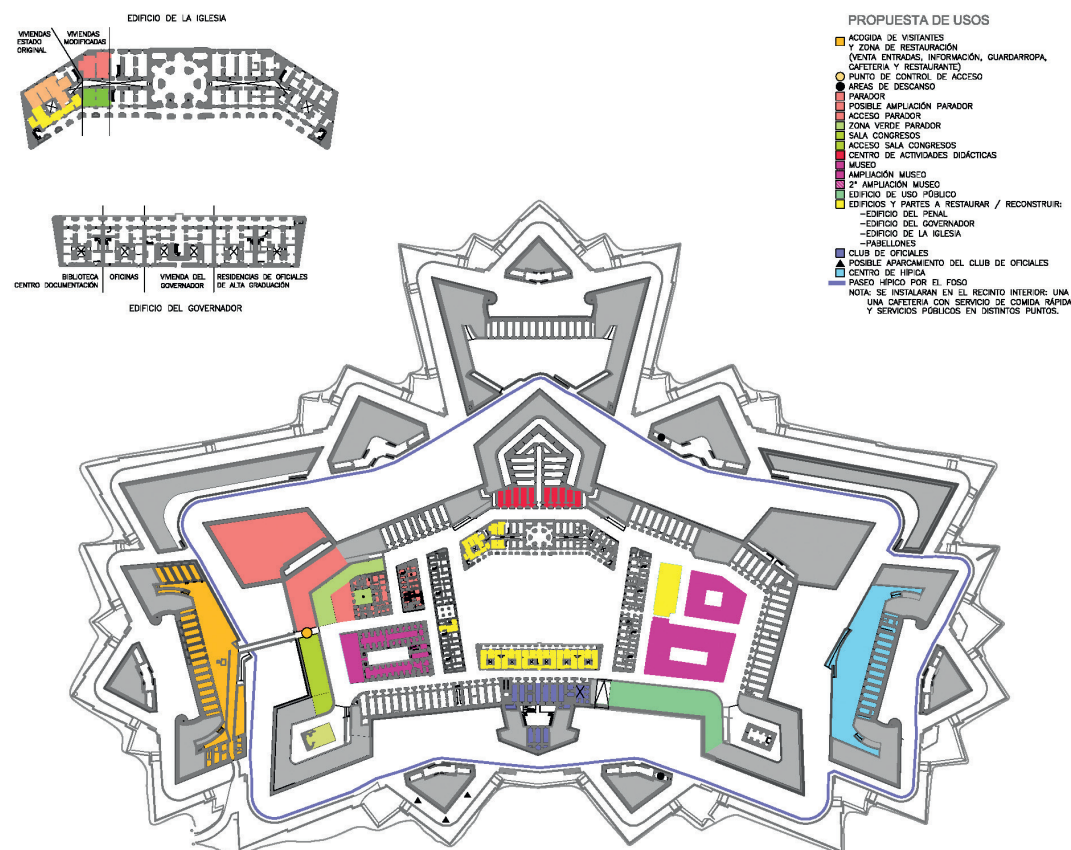 EDIFICIO DE LA IGLESIA
VIVIENDAS
ESTADO
ORIGINAL
VIVIENDAS
MODIFICADAS
BIBLIOTECA
CENTRO DOCUMENTACIÓN
OFICINAS
VIVIENDA DEL
GOVERNADOR
RESIDENCIAS DE OFICIALES
DE ALTA GRADUACIÓN
EDIFICIO DEL GOVERNADOR
PROPUESTA DE USOS
ACOGIDA DE VISITANTES
Y ZONA DE RESTAURACIÓN
(VENTA ENTRADAS, INFORMACIÓN, GUARDARROPA,
CAFETERIA Y RESTAURANTE)
PUNTO DE CONTROL DE ACCESO
AREAS DE DESCANSO
PARADOR
POSIBLE AMPLIACIÓN PARADOR
ACCESO PARADOR
ZONA VERDE PARADOR
SALA CONGRESOS
ACCESO SALA CONGRESOS
CENTRO DE ACTIVIDADES DIDÁCTICAS
MUSEO
AMPLIACIÓN MUSEO
2ª AMPLIACIÓN MUSEO
EDIFICIO DE USO PÚBLICO
EDIFICIOS Y PARTES A RESTAURAR / RECONSTRUIR:
–EDIFICIO DEL PENAL
–EDIFICIO DEL GOVERNADOR
–EDIFICIO DE LA IGLESIA
–PABELLONES
CLUB DE OFICIALES
POSIBLE APARCAMIENTO DEL CLUB DE OFICIALES
CENTRO DE HÍPICA
PASEO HÍPICO POR EL FOSO
NOTA: SE INSTALARAN EN EL RECINTO INTERIOR: UNA
UNA CAFETERIA CON SERVICIO DE COMIDA RÁPIDA
Y SERVICIOS PÚBLICOS EN DISTINTOS PUNTOS.